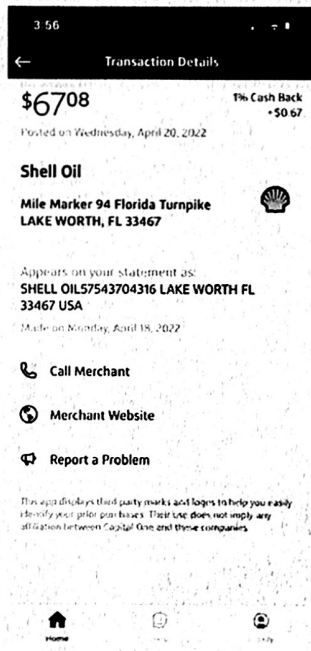 3:56
Transaction Details
$67.08
1% Cash Back
+$0.67
Posted on Wednesday, April 20, 2022
Shell Oil
Mile Marker 94 Florida Turnpike
LAKE WORTH, FL 33467
Appears on your statement as:
SHELL OIL57543704316 LAKE WORTH FL
33467 USA
Made on Monday, April 18, 2022
Call Merchant
Merchant Website
Report a Problem
This app displays third party marks and logos to help you easily
identify your prior purchases. Their use does not imply any
affiliation between Capital One and these companies.
Home